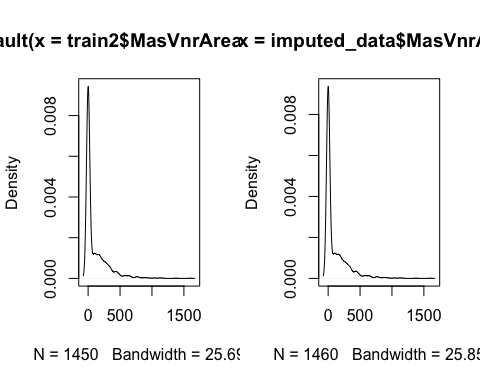 ault(x = train2$MasVnrArea
x = imputed_data$MasVnrA
Density
0.000
0.004
0.008
0 500 1500
N = 1450 Bandwidth = 25.69
Density
0.000
0.004
0.008
0 500 1500
N = 1460 Bandwidth = 25.85